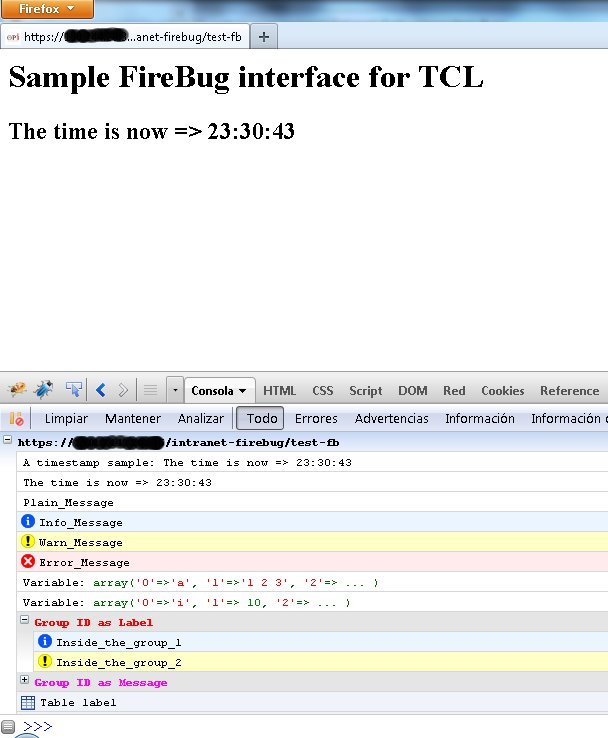 Firefox
https:// ...anet-firebug/test-fb
Sample FireBug interface for TCL
The time is now => 23:30:43
Consola HTML CSS Script DOM Red Cookies Reference
Limpiar Mantener Analizar Todo Errores Advertencias Información Información
https:// /intranet-firebug/test-fb
A timestamp sample: The time is now => 23:30:43
The time is now => 23:30:43
Plain_Message
Info_Message
Warn_Message
Error_Message
Variable: array('0'=>'a', '1'=>'1 2 3', '2'=> ... )
Variable: array('0'=>'i', '1'=> 10, '2'=> ... )
Group ID as Label
Inside_the_group_1
Inside_the_group_2
Group ID as Message
Table label
>>>